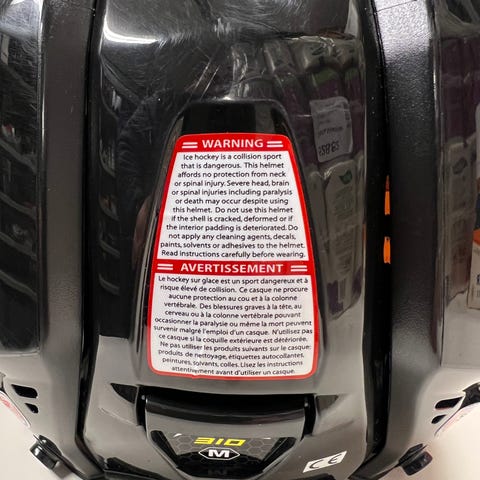 WARNING
Ice hockey is a collision sport
that is dangerous. This helmet
affords no protection from neck
or spinal injury. Severe head, brain
or spinal injuries including paralysis
or death may occur despite using
this helmet. Do not use this helmet
if the shell is cracked, deformed or if
the interior padding is deteriorated. Do
not apply any cleaning agents, decals,
paints, solvents or adhesives to the helmet.
Read instructions carefully before wearing.
AVERTISSEMENT
Le hockey sur glace est un sport dangereux et à
risque élevé de collision. Ce casque ne procure
aucune protection au cou et à la colonne
vertébrale. Des blessures graves à la tête, au
cerveau ou à la colonne vertébrale pouvant
occasionner la paralysie ou même la mort peuvent
survenir malgré l'emploi d'un casque. N'utilisez pas
ce casque si la coquille extérieure est détériorée.
Ne pas utiliser les produits suivants sur le casque:
produits de nettoyage, étiquettes autocollantes,
peintures, solvants, colles. Lisez les instructions
attentivement avant d'utiliser un casque.
310
M
CE